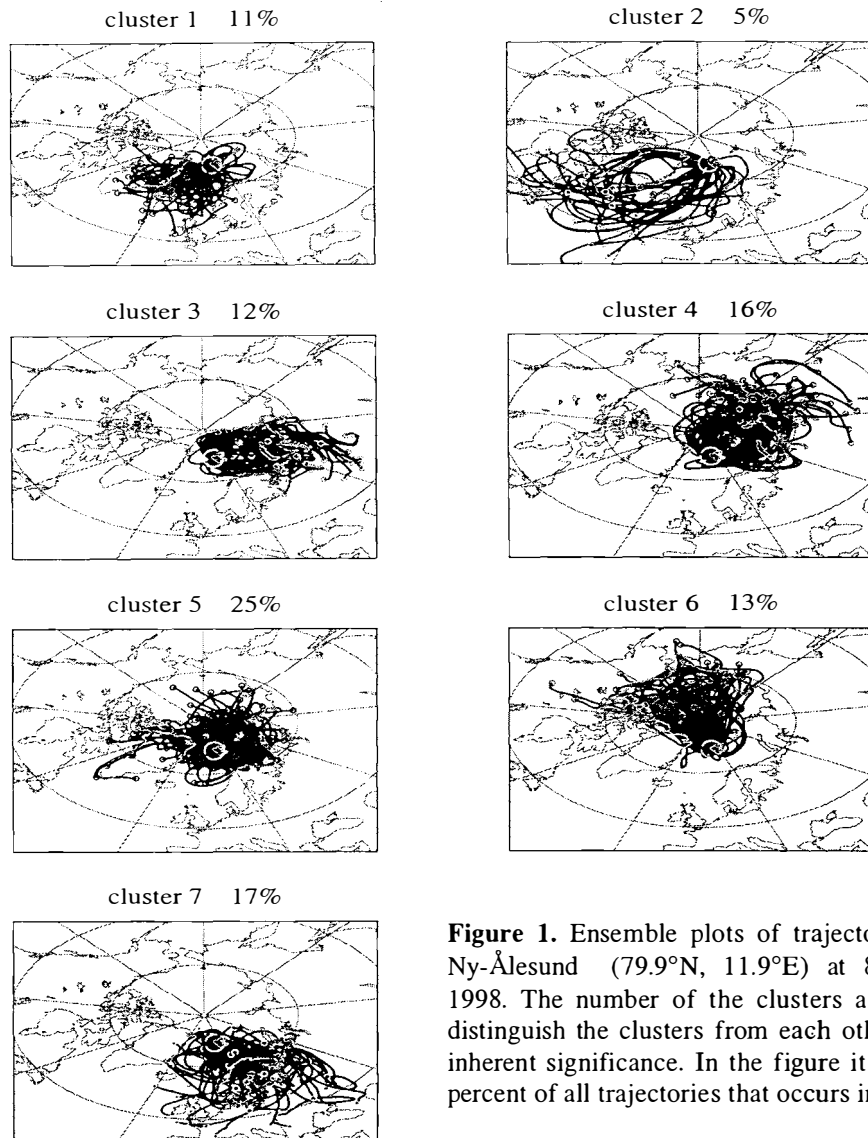 cluster 1 11%
cluster 2 5%
cluster 3 12%
cluster 4 16%
cluster 5 25%
cluster 6 13%
cluster 7 17%
Figure 1. Ensemble plots of trajecto
Ny-Ålesund (79.9°N, 11.9°E) at 8
1998. The number of the clusters a
distinguish the clusters from each oth
inherent significance. In the figure it
percent of all trajectories that occurs i